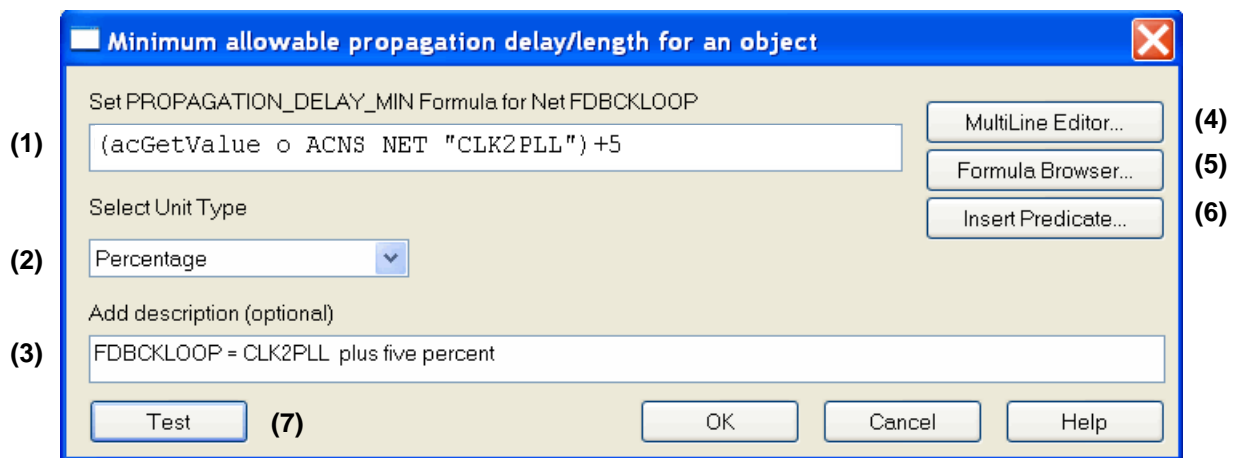 Minimum allowable propagation delay/length for an object
Set PROPAGATION_DELAY_MIN Formula for Net FDBCKLOOP
(1) (acGetValue o ACNS NET "CLK2PLL")+5
MultiLine Editor... (4)
Formula Browser... (5)
Insert Predicate... (6)
Select Unit Type
(2) Percentage
Add description (optional)
(3) FDBCKLOOP = CLK2PLL plus five percent
Test (7) OK Cancel Help